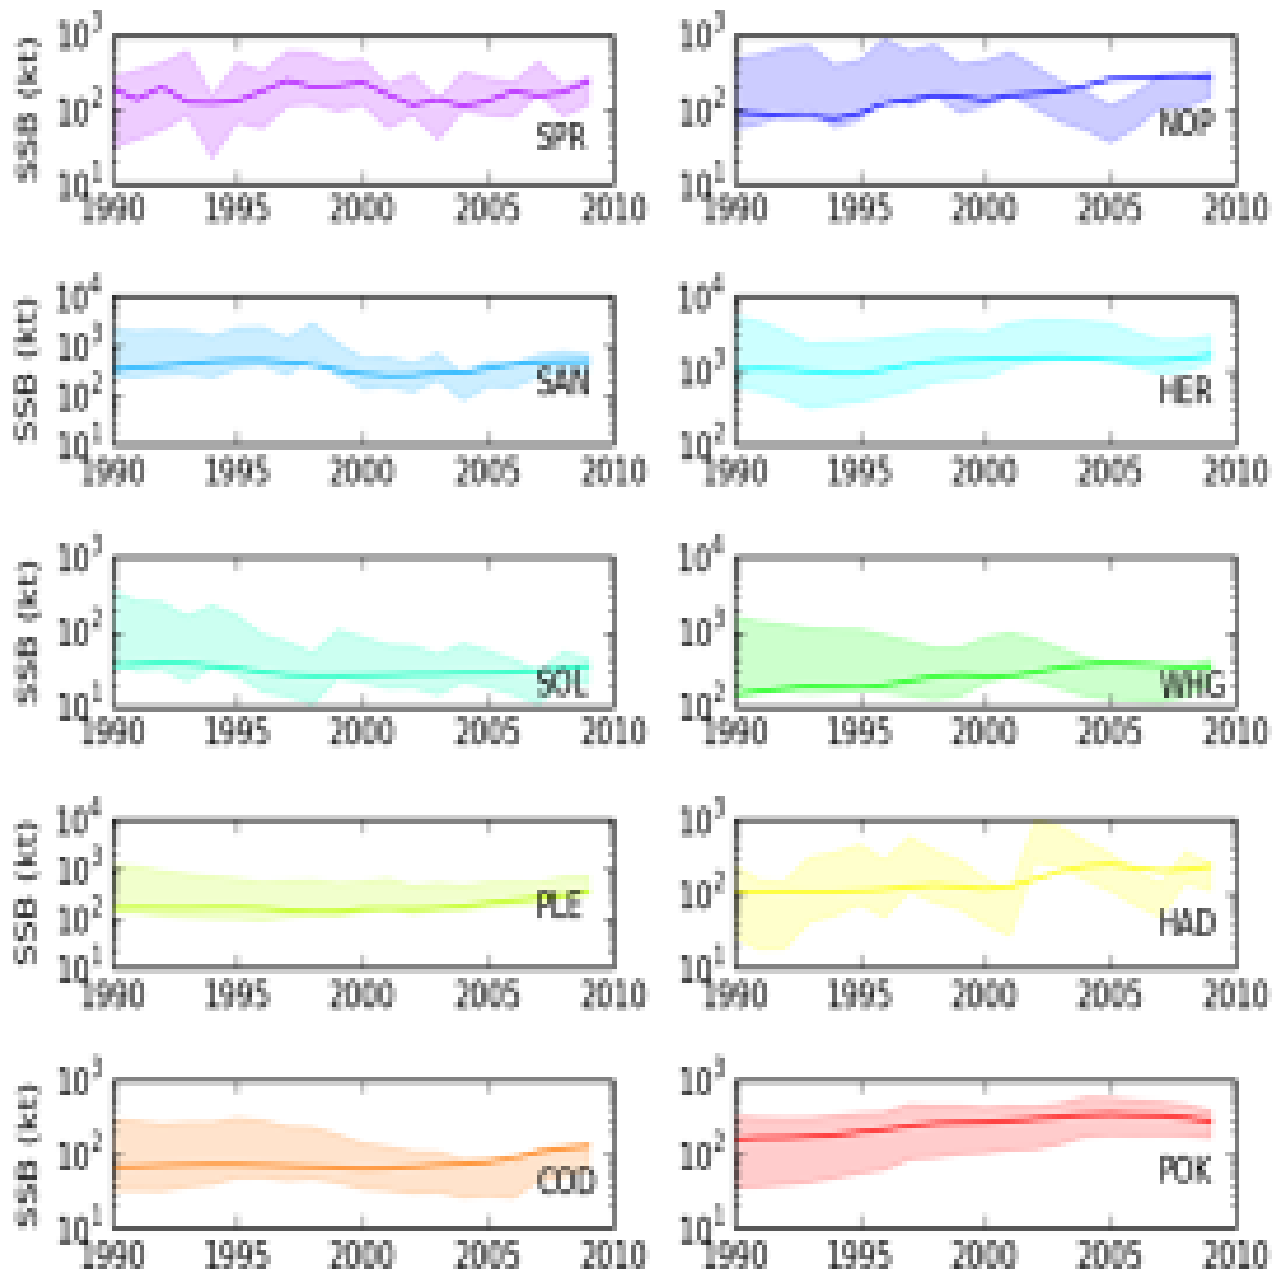 SSB (kt) 10³ 10² 10¹ SPR 10³ 10² 10¹ NOP
1990 1995 2000 2005 2010 1990 1995 2000 2005 2010
SSB (kt) 10⁴ 10³ 10² 10¹ SAN 10⁴ 10³ 10² HER
1990 1995 2000 2005 2010 1990 1995 2000 2005 2010
SSB (kt) 10³ 10² 10¹ SOL 10⁴ 10³ 10² WHG
1990 1995 2000 2005 2010 1990 1995 2000 2005 2010
SSB (kt) 10⁴ 10³ 10² 10¹ PLE 10³ 10² 10¹ HAD
1990 1995 2000 2005 2010 1990 1995 2000 2005 2010
SSB (kt) 10³ 10² 10¹ COD 10³ 10² 10¹ POK
1990 1995 2000 2005 2010 1990 1995 2000 2005 2010